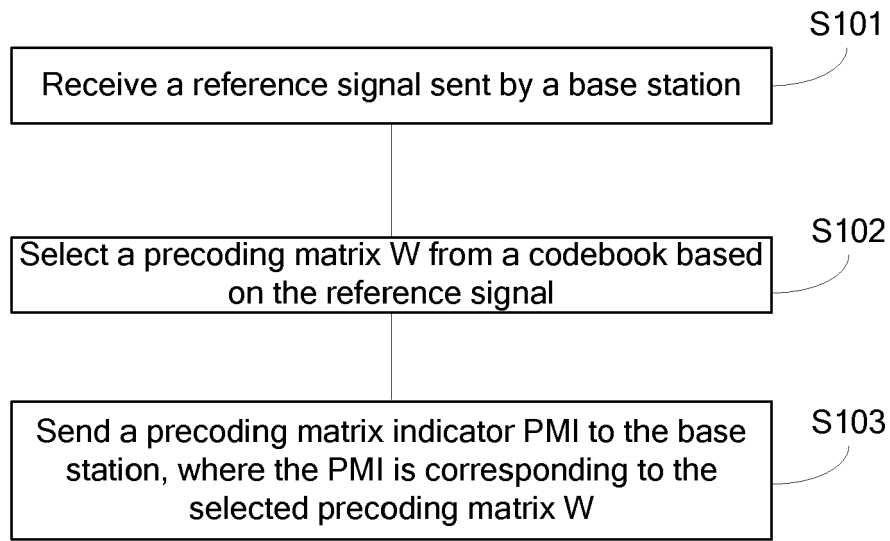 S101
Receive a reference signal sent by a base station
S102
Select a precoding matrix W from a codebook based
on the reference signal
S103
Send a precoding matrix indicator PMI to the base
station, where the PMI is corresponding to the
selected precoding matrix W